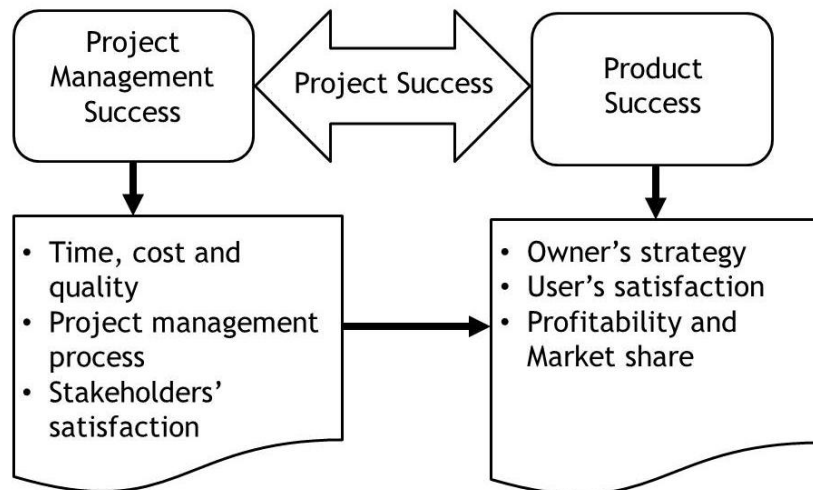 Project
Management
Success
Project Success
Product
Success
• Time, cost and
quality
• Project management
process
• Stakeholders’
satisfaction
• Owner’s strategy
• User’s satisfaction
• Profitability and
Market share